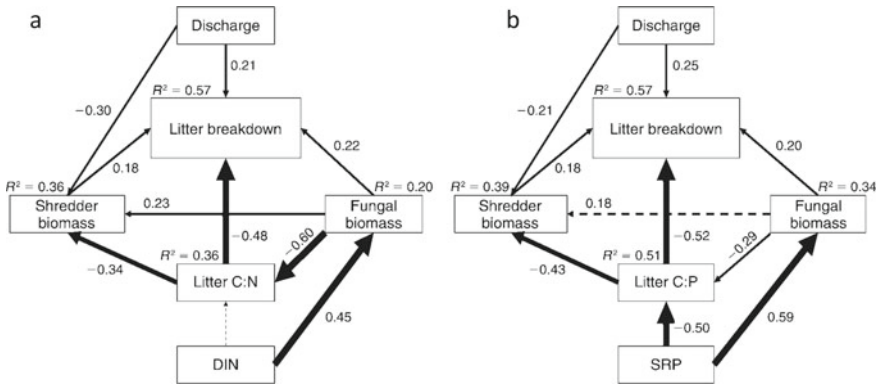 a
Discharge
0.21
−0.30
R² = 0.57
Litter breakdown
0.18
0.22
R² = 0.36
R² = 0.20
Shredder
biomass
0.23
Fungal
biomass
−0.48
−0.60
−0.34
R² = 0.36
Litter C:N
0.45
DIN
b
Discharge
0.25
−0.21
R² = 0.57
Litter breakdown
0.18
0.20
R² = 0.39
R² = 0.34
Shredder
biomass
0.18
Fungal
biomass
−0.52
−0.29
−0.43
R² = 0.51
Litter C:P
−0.50
0.59
SRP